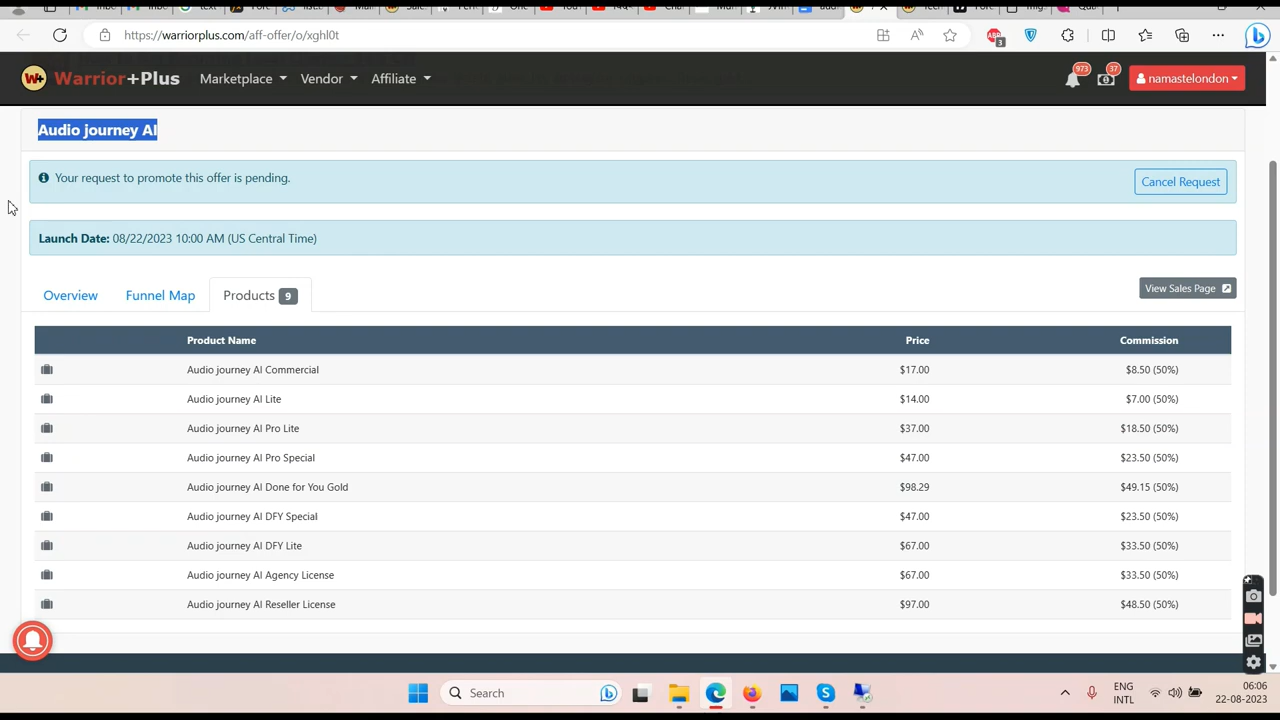 https://warriorplus.com/aff-offer/o/xghl0t
3
W+ Warrior+Plus Marketplace Vendor Affiliate 973 37 namastelondon
Audio journey AI
Your request to promote this offer is pending. Cancel Request
Launch Date: 08/22/2023 10:00 AM (US Central Time)
Overview Funnel Map Products 9 View Sales Page
Product Name Price Commission
Audio journey AI Commercial $17.00 $8.50 (50%)
Audio journey AI Lite $14.00 $7.00 (50%)
Audio journey AI Pro Lite $37.00 $18.50 (50%)
Audio journey AI Pro Special $47.00 $23.50 (50%)
Audio journey AI Done for You Gold $98.29 $49.15 (50%)
Audio journey AI DFY Special $47.00 $23.50 (50%)
Audio journey AI DFY Lite $67.00 $33.50 (50%)
Audio journey AI Agency License $67.00 $33.50 (50%)
Audio journey AI Reseller License $97.00 $48.50 (50%)
Search
ENG
INTL
06:06
22-08-2023